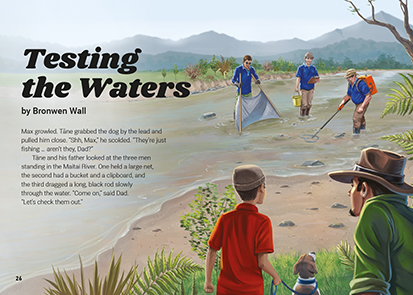 Testing
the Waters
by Bronwen Wall
Max growled. Tāne grabbed the dog by the lead and
pulled him close. "Shh, Max," he scolded. "They're just
fishing ... aren't they, Dad?"
Tāne and his father looked at the three men
standing in the Maitai River. One held a large net,
the second had a bucket and a clipboard, and
the third dragged a long, black rod slowly
through the water. "Come on," said Dad.
"Let's check them out."
26